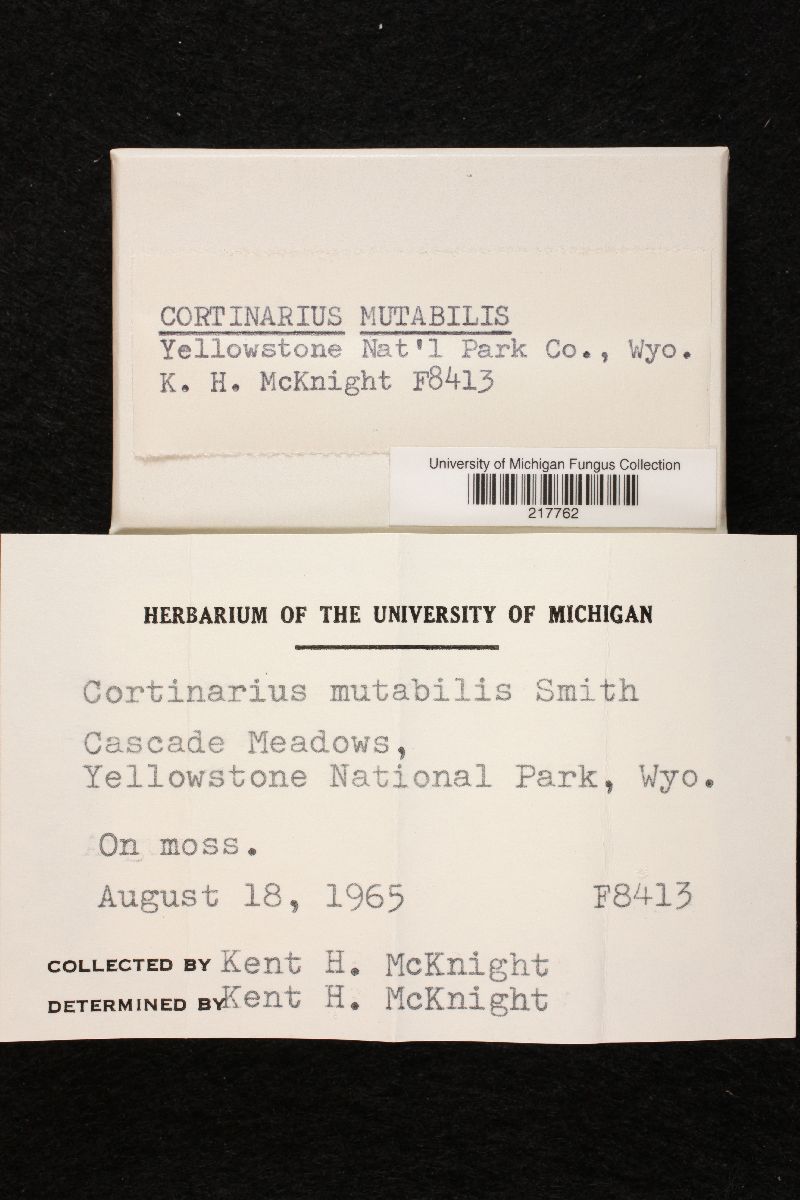 CORTINARIUS MUTABILIS
Yellowstone Nat'l Park Co., Wyo.
K. H. McKnight F8413
University of Michigan Fungus Collection
217762
HERBARIUM OF THE UNIVERSITY OF MICHIGAN
Cortinarius mutabilis Smith
Cascade Meadows,
Yellowstone National Park, Wyo.
On moss.
August 18, 1965 F8413
COLLECTED BY Kent H. McKnight
DETERMINED BY Kent H. McKnight